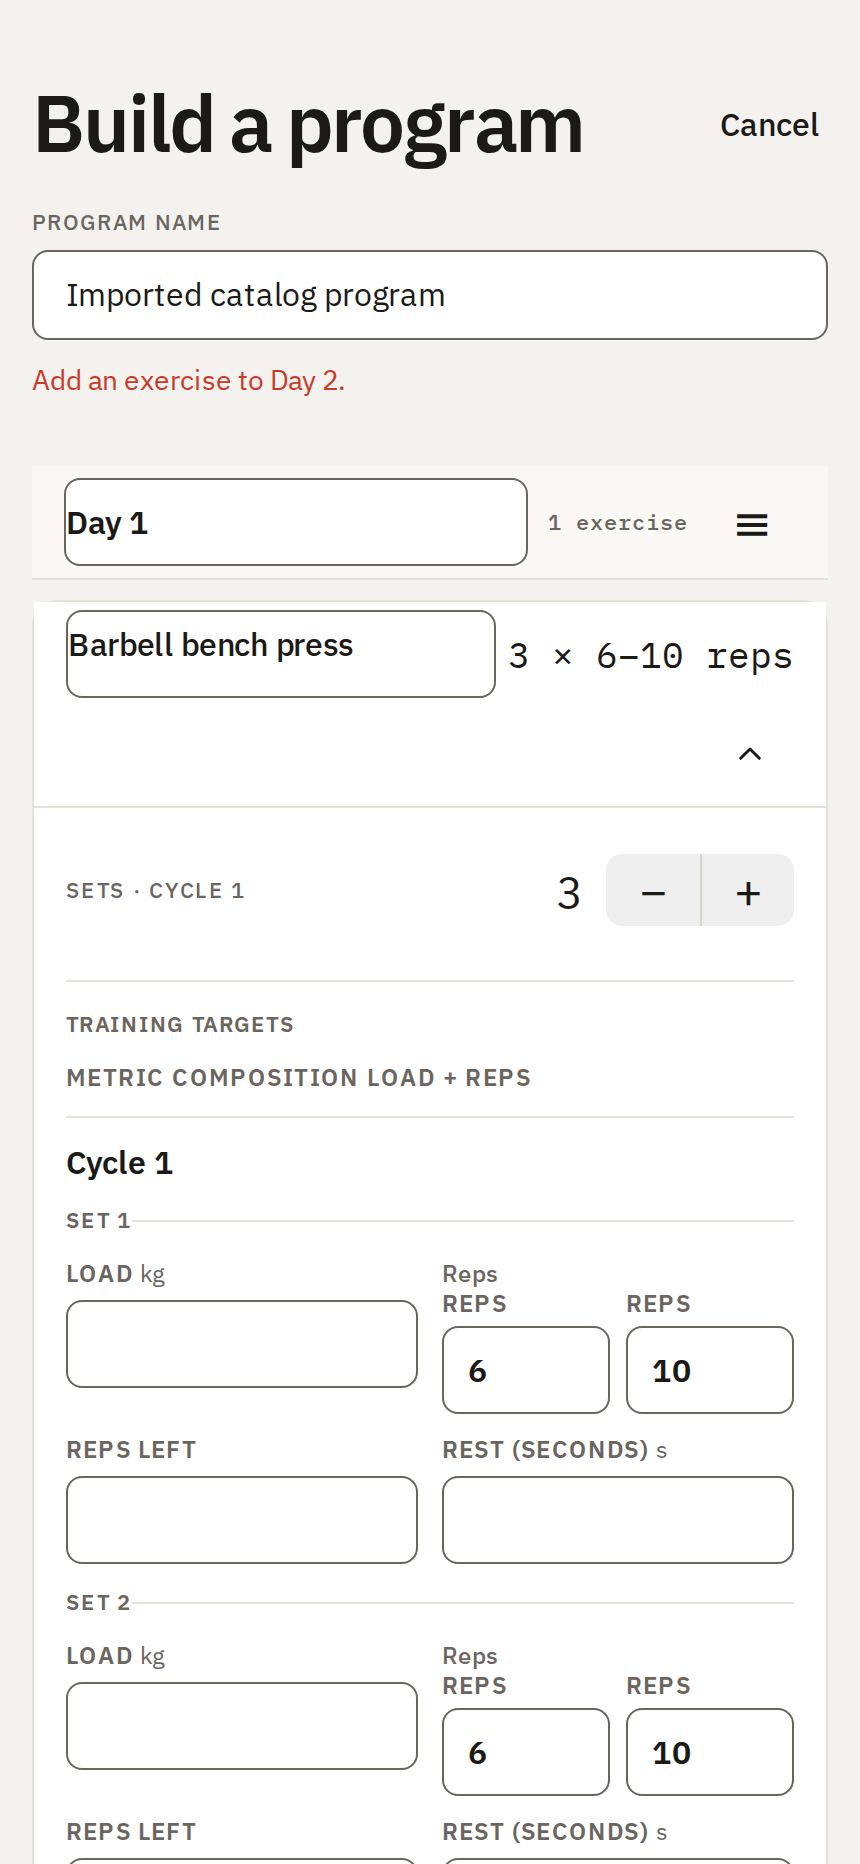 Build a program
Cancel
PROGRAM NAME
Imported catalog program
Add an exercise to Day 2.
Day 1
1 exercise
Barbell bench press
3 × 6–10 reps
SETS · CYCLE 1
3
− +
TRAINING TARGETS
METRIC COMPOSITION LOAD + REPS
Cycle 1
SET 1
LOAD kg
Reps
REPS REPS
6 10
REPS LEFT REST (SECONDS) s
SET 2
LOAD kg
Reps
REPS REPS
6 10
REPS LEFT REST (SECONDS) s